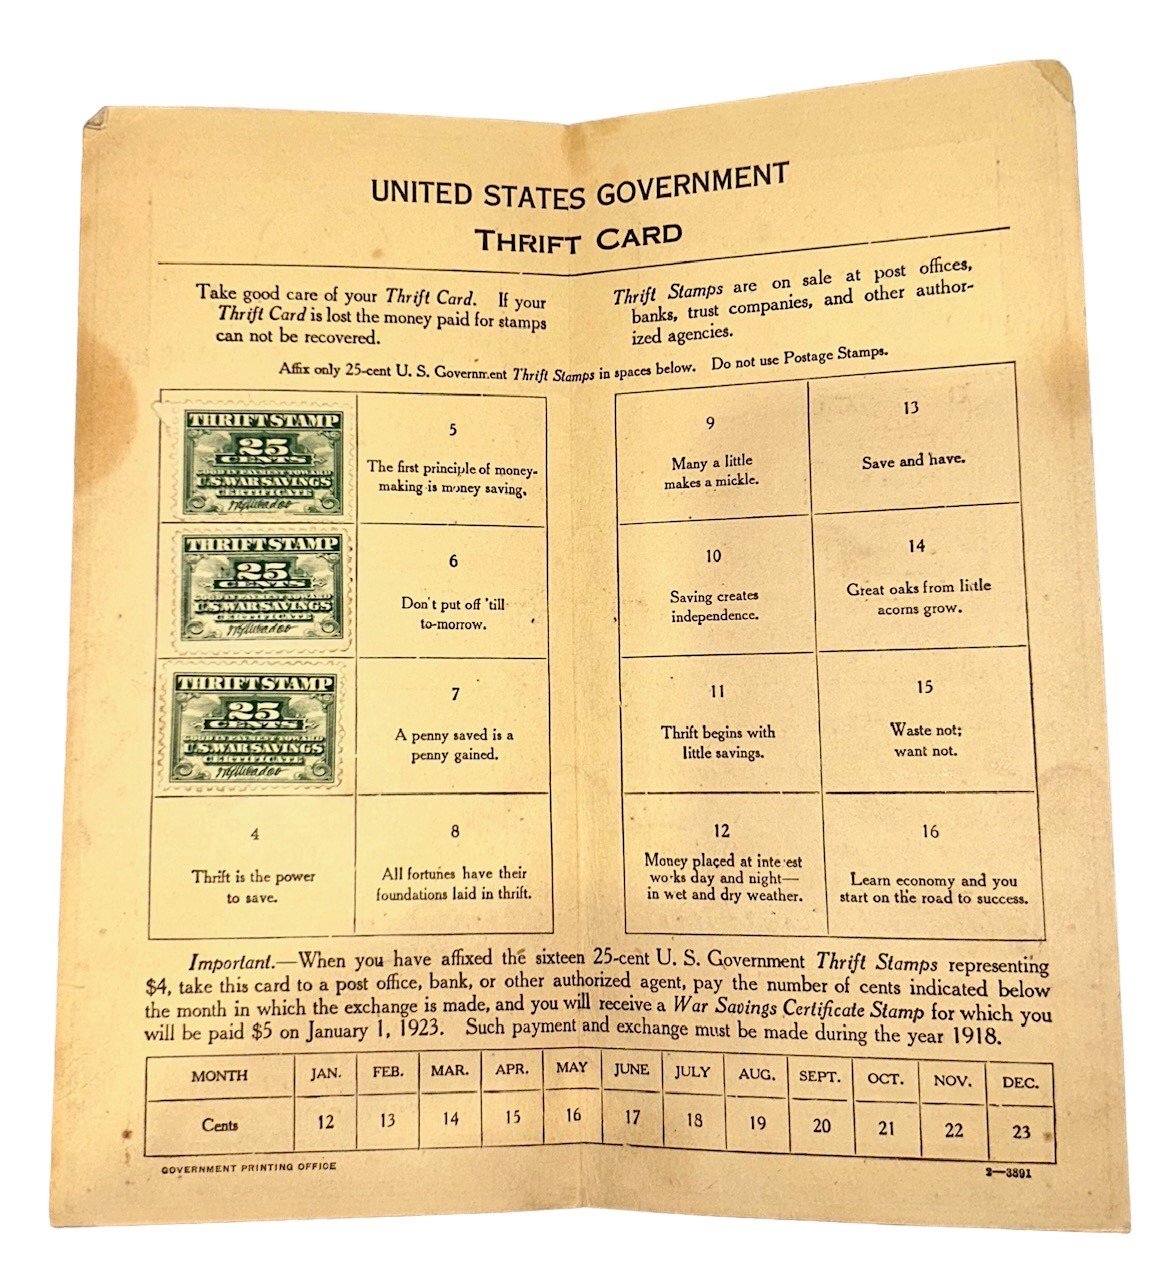 UNITED STATES GOVERNMENT
THRIFT CARD
Take good care of your Thrift Card. If your
Thrift Card is lost the money paid for stamps
can not be recovered.
Thrift Stamps are on sale at post offices,
banks, trust companies, and other author-
ized agencies.
Affix only 25-cent U. S. Government Thrift Stamps in spaces below. Do not use Postage Stamps.
THRIFT STAMP
25
CENTS
GOOD IN PAYMENT TOWARD
U.S. WAR SAVINGS
CERTIFICATE
THRIFT STAMP
25
CENTS
GOOD IN PAYMENT TOWARD
U.S. WAR SAVINGS
CERTIFICATE
THRIFT STAMP
25
CENTS
GOOD IN PAYMENT TOWARD
U.S. WAR SAVINGS
CERTIFICATE
4
Thrift is the power
to save.
5
The first principle of money-
making is money saving.
6
Don't put off 'till
to-morrow.
7
A penny saved is a
penny gained.
8
All fortunes have their
foundations laid in thrift.
9
Many a little
makes a mickle.
10
Saving creates
independence.
11
Thrift begins with
little savings.
12
Money placed at interest
works day and night—
in wet and dry weather.
13
Save and have.
14
Great oaks from little
acorns grow.
15
Waste not;
want not.
16
Learn economy and you
start on the road to success.
Important.—When you have affixed the sixteen 25-cent U. S. Government Thrift Stamps representing
$4, take this card to a post office, bank, or other authorized agent, pay the number of cents indicated below
the month in which the exchange is made, and you will receive a War Savings Certificate Stamp for which you
will be paid $5 on January 1, 1923. Such payment and exchange must be made during the year 1918.
MONTH JAN. FEB. MAR. APR. MAY JUNE JULY AUG. SEPT. OCT. NOV. DEC.
Cents 12 13 14 15 16 17 18 19 20 21 22 23
GOVERNMENT PRINTING OFFICE
2—3891